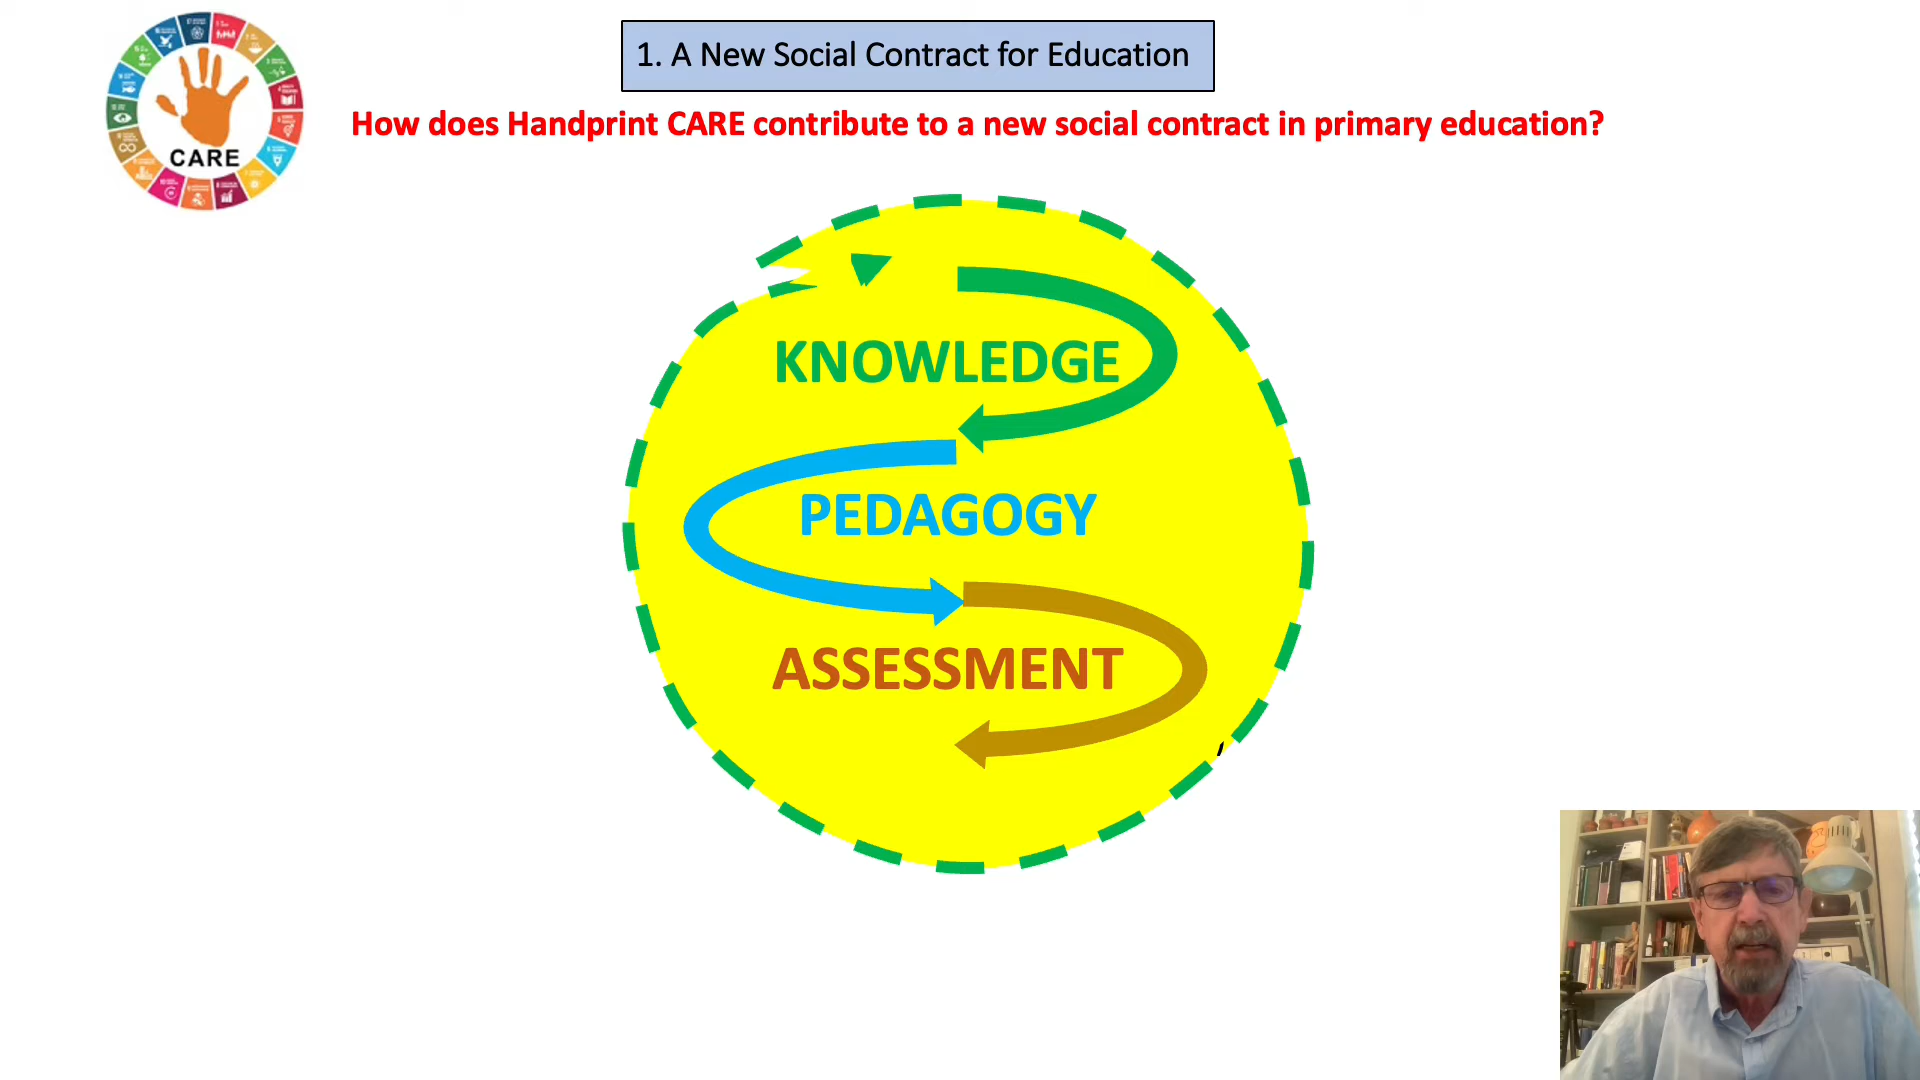 1. A New Social Contract for Education
How does Handprint CARE contribute to a new social contract in primary education?
CARE
KNOWLEDGE
PEDAGOGY
ASSESSMENT